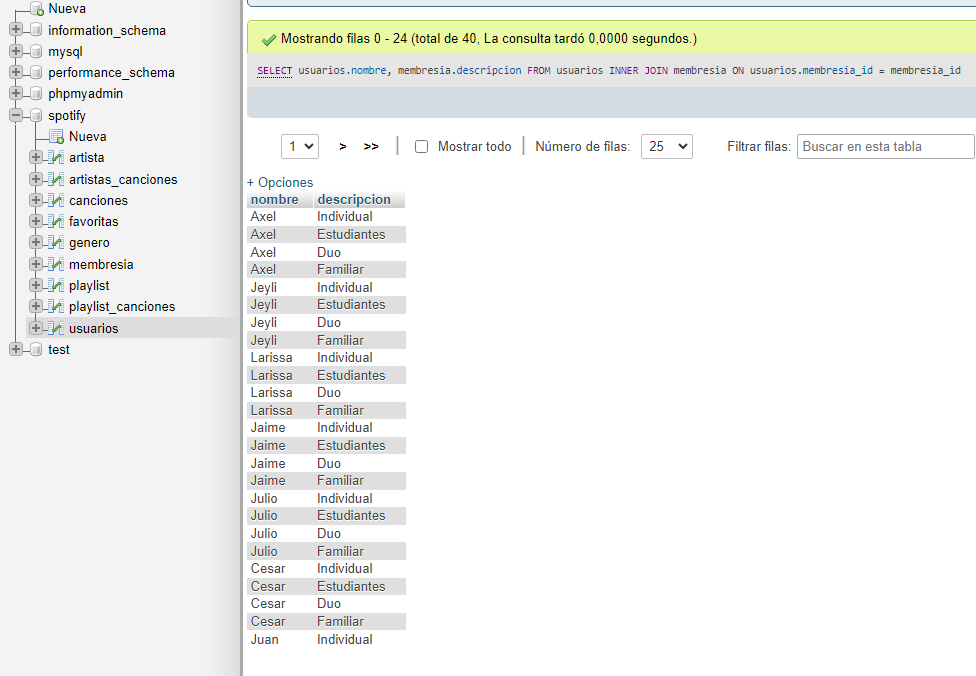 Nueva
information_schema
mysql
performance_schema
phpmyadmin
spotify
Nueva
artista
artistas_canciones
canciones
favoritas
genero
membresia
playlist
playlist_canciones
usuarios
test
Mostrando filas 0 - 24 (total de 40, La consulta tardó 0,0000 segundos.)
SELECT usuarios.nombre, membresia.descripcion FROM usuarios INNER JOIN membresia ON usuarios.membresia_id = membresia_id
1 > >> Mostrar todo Número de filas: 25 Filtrar filas: Buscar en esta tabla
+ Opciones
nombre descripcion
Axel Individual
Axel Estudiantes
Axel Duo
Axel Familiar
Jeyli Individual
Jeyli Estudiantes
Jeyli Duo
Jeyli Familiar
Larissa Individual
Larissa Estudiantes
Larissa Duo
Larissa Familiar
Jaime Individual
Jaime Estudiantes
Jaime Duo
Jaime Familiar
Julio Individual
Julio Estudiantes
Julio Duo
Julio Familiar
Cesar Individual
Cesar Estudiantes
Cesar Duo
Cesar Familiar
Juan Individual